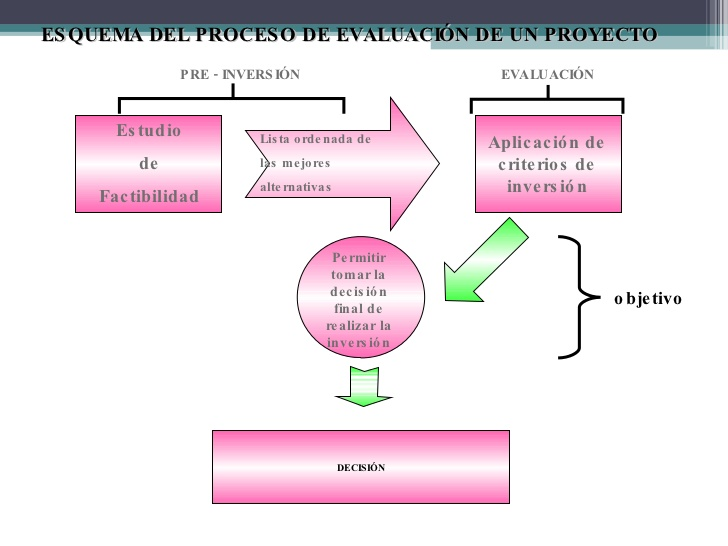 ESQUEMA DEL PROCESO DE EVALUACIÓN DE UN PROYECTO
PRE - INVERSIÓN
EVALUACIÓN
Estudio
de
Factibilidad
Lista ordenada de
las mejores
alternativas
Aplicación de
criterios de
inversión
Permitir
tomar la
decisión
final de
realizar la
inversión
objetivo
DECISIÓN